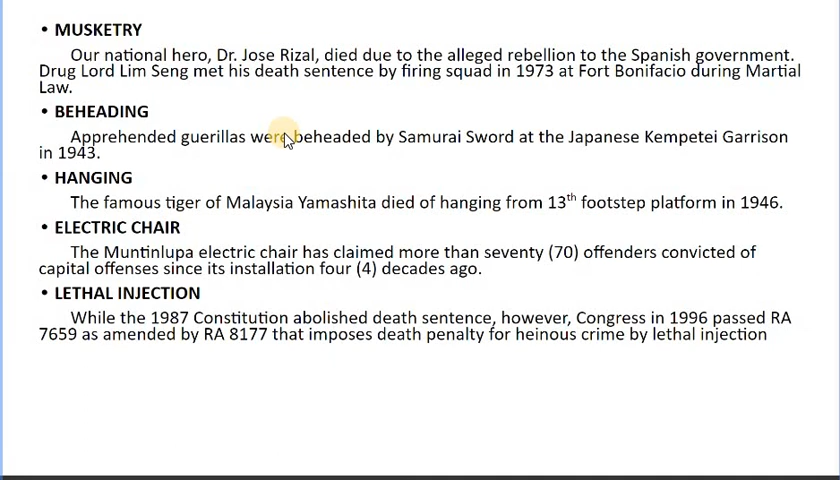 • MUSKETRY
Our national hero, Dr. Jose Rizal, died due to the alleged rebellion to the Spanish government.
Drug Lord Lim Seng met his death sentence by firing squad in 1973 at Fort Bonifacio during Martial
Law.
• BEHEADING
Apprehended guerillas were beheaded by Samurai Sword at the Japanese Kempetei Garrison
in 1943.
• HANGING
The famous tiger of Malaysia Yamashita died of hanging from 13th footstep platform in 1946.
• ELECTRIC CHAIR
The Muntinlupa electric chair has claimed more than seventy (70) offenders convicted of
capital offenses since its installation four (4) decades ago.
• LETHAL INJECTION
While the 1987 Constitution abolished death sentence, however, Congress in 1996 passed RA
7659 as amended by RA 8177 that imposes death penalty for heinous crime by lethal injection